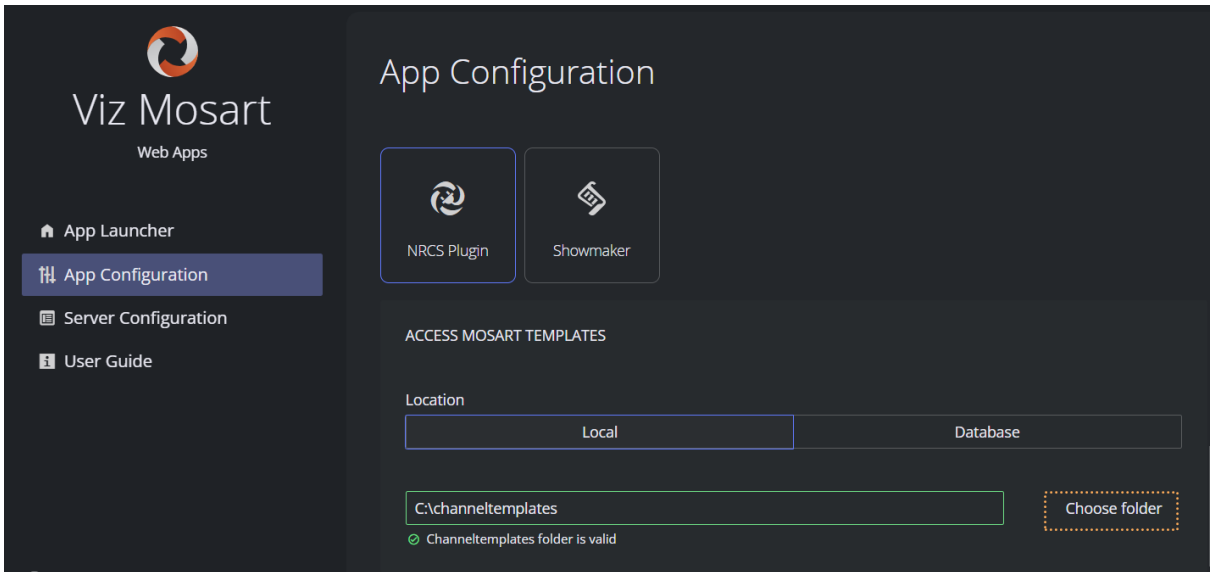 Viz Mosart
Web Apps
App Launcher
App Configuration
Server Configuration
User Guide
App Configuration
NRCS Plugin
Showmaker
ACCESS MOSART TEMPLATES
Location
Local
Database
C:\channeltemplates
Choose folder
Channeltemplates folder is valid